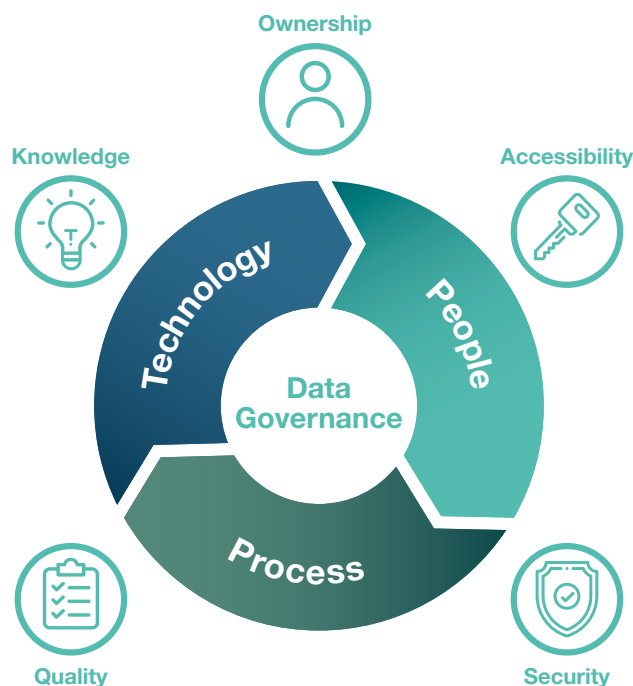 Ownership
Knowledge
Accessibility
Technology
People
Data
Governance
Process
Quality
Security